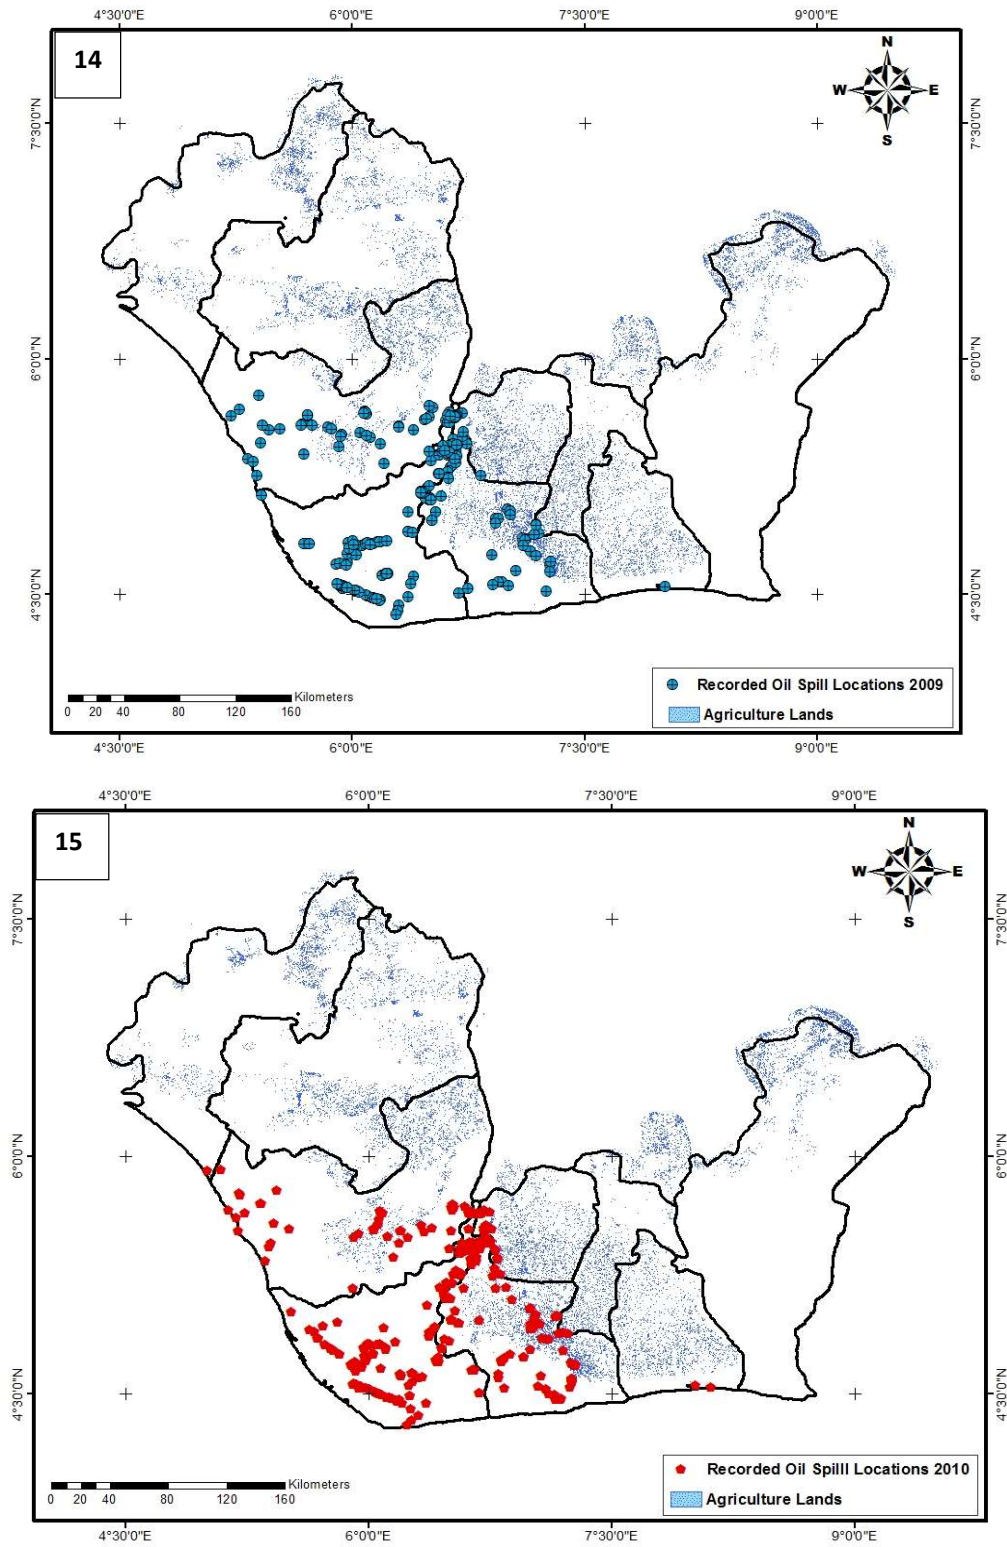 4°30'0"E 6°0'0"E 7°30'0"E 9°0'0"E
14
N
W E
S
7°30'0"N 7°30'0"N
6°0'0"N 6°0'0"N
4°30'0"N 4°30'0"N
Kilometers
0 20 40 80 120 160
Recorded Oil Spill Locations 2009
Agriculture Lands
4°30'0"E 6°0'0"E 7°30'0"E 9°0'0"E
4°30'0"E 6°0'0"E 7°30'0"E 9°0'0"E
15
N
W E
S
7°30'0"N 7°30'0"N
6°0'0"N 6°0'0"N
4°30'0"N 4°30'0"N
Kilometers
0 20 40 80 120 160
Recorded Oil Spilll Locations 2010
Agriculture Lands
4°30'0"E 6°0'0"E 7°30'0"E 9°0'0"E